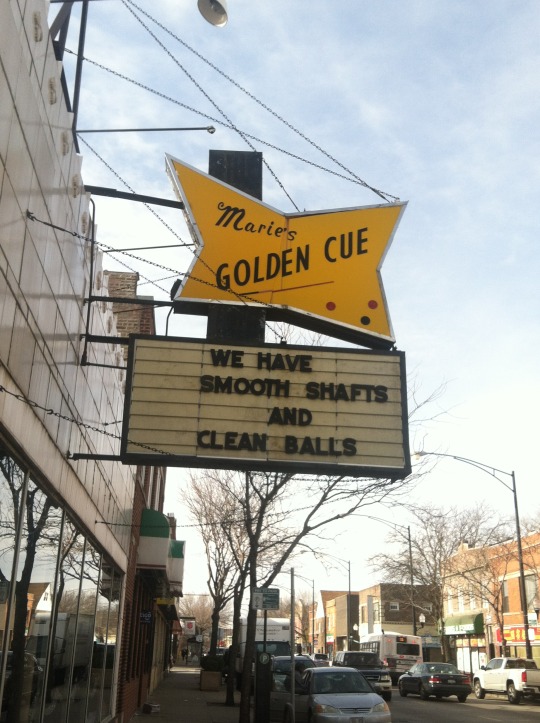 Marie's
GOLDEN CUE
WE HAVE
SMOOTH SHAFTS
AND
CLEAN BALLS